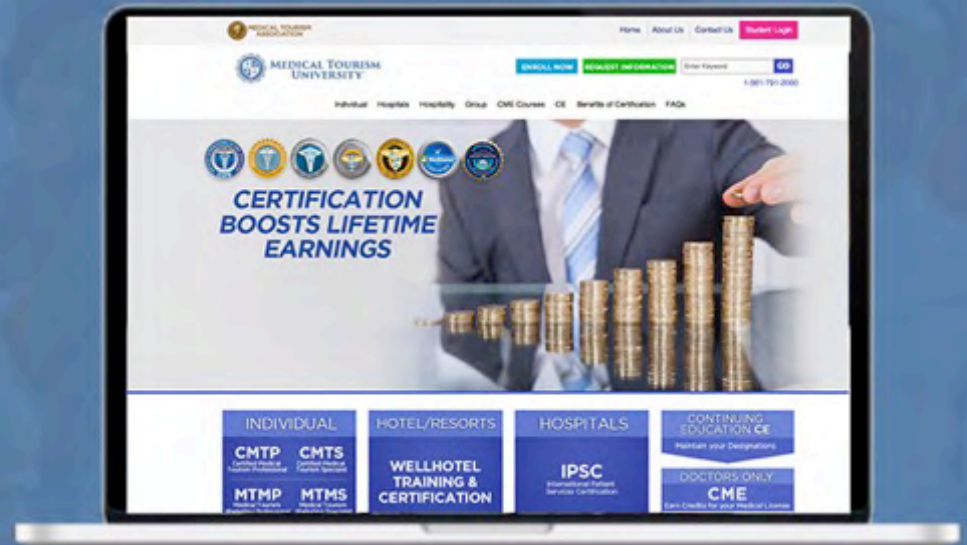 MEDICAL TOURISM
ASSOCIATION
Home About Us Contact Us Student Login
MEDICAL TOURISM
UNIVERSITY
ENROLL NOW REQUEST INFORMATION Enter Keyword GO
1-561-791-2000
Individual Hospitals Hospitality Group CME Courses CE Benefits of Certification FAQs
CERTIFICATION
BOOSTS LIFETIME
EARNINGS
INDIVIDUAL
CMTP CMTS
Certified Medical Tourism Professional
Certified Medical Tourism Specialist
MTMP MTMS
Medical Tourism
Medical Tourism
HOTEL/RESORTS
WELLHOTEL
TRAINING &
CERTIFICATION
HOSPITALS
IPSC
International Patient
Services Certification
CONTINUING
EDUCATION CE
Maintain your Designations
DOCTORS ONLY
CME
Earn Credits for your Medical License